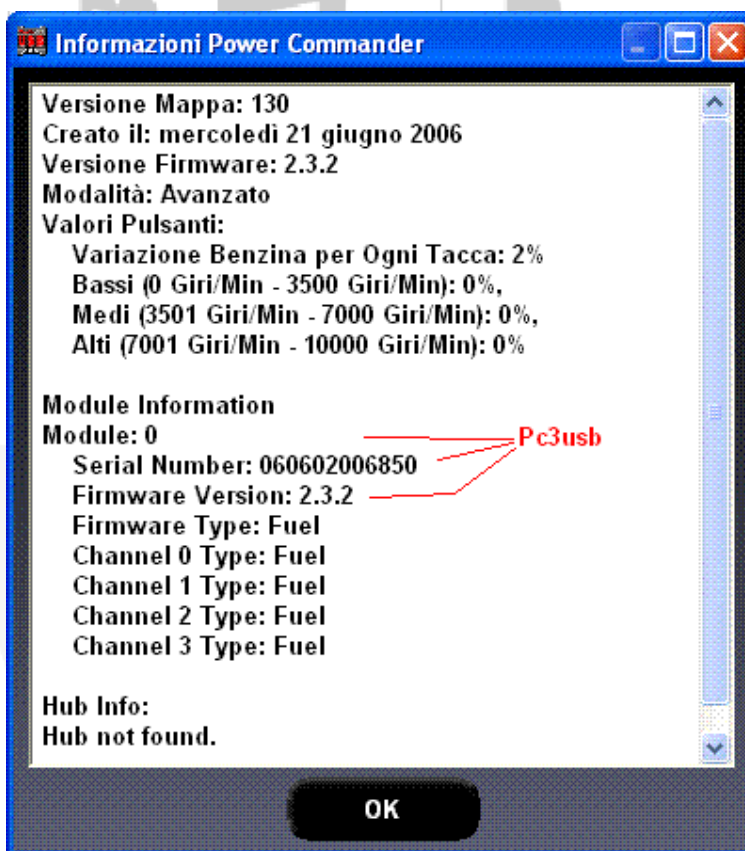 Informazioni Power Commander
Versione Mappa: 130
Creato il: mercoledì 21 giugno 2006
Versione Firmware: 2.3.2
Modalità: Avanzato
Valori Pulsanti:
Variazione Benzina per Ogni Tacca: 2%
Bassi (0 Giri/Min - 3500 Giri/Min): 0%,
Medi (3501 Giri/Min - 7000 Giri/Min): 0%,
Alti (7001 Giri/Min - 10000 Giri/Min): 0%
Module Information
Module: 0
Pc3usb
Serial Number: 060602006850
Firmware Version: 2.3.2
Firmware Type: Fuel
Channel 0 Type: Fuel
Channel 1 Type: Fuel
Channel 2 Type: Fuel
Channel 3 Type: Fuel
Hub Info:
Hub not found.
OK